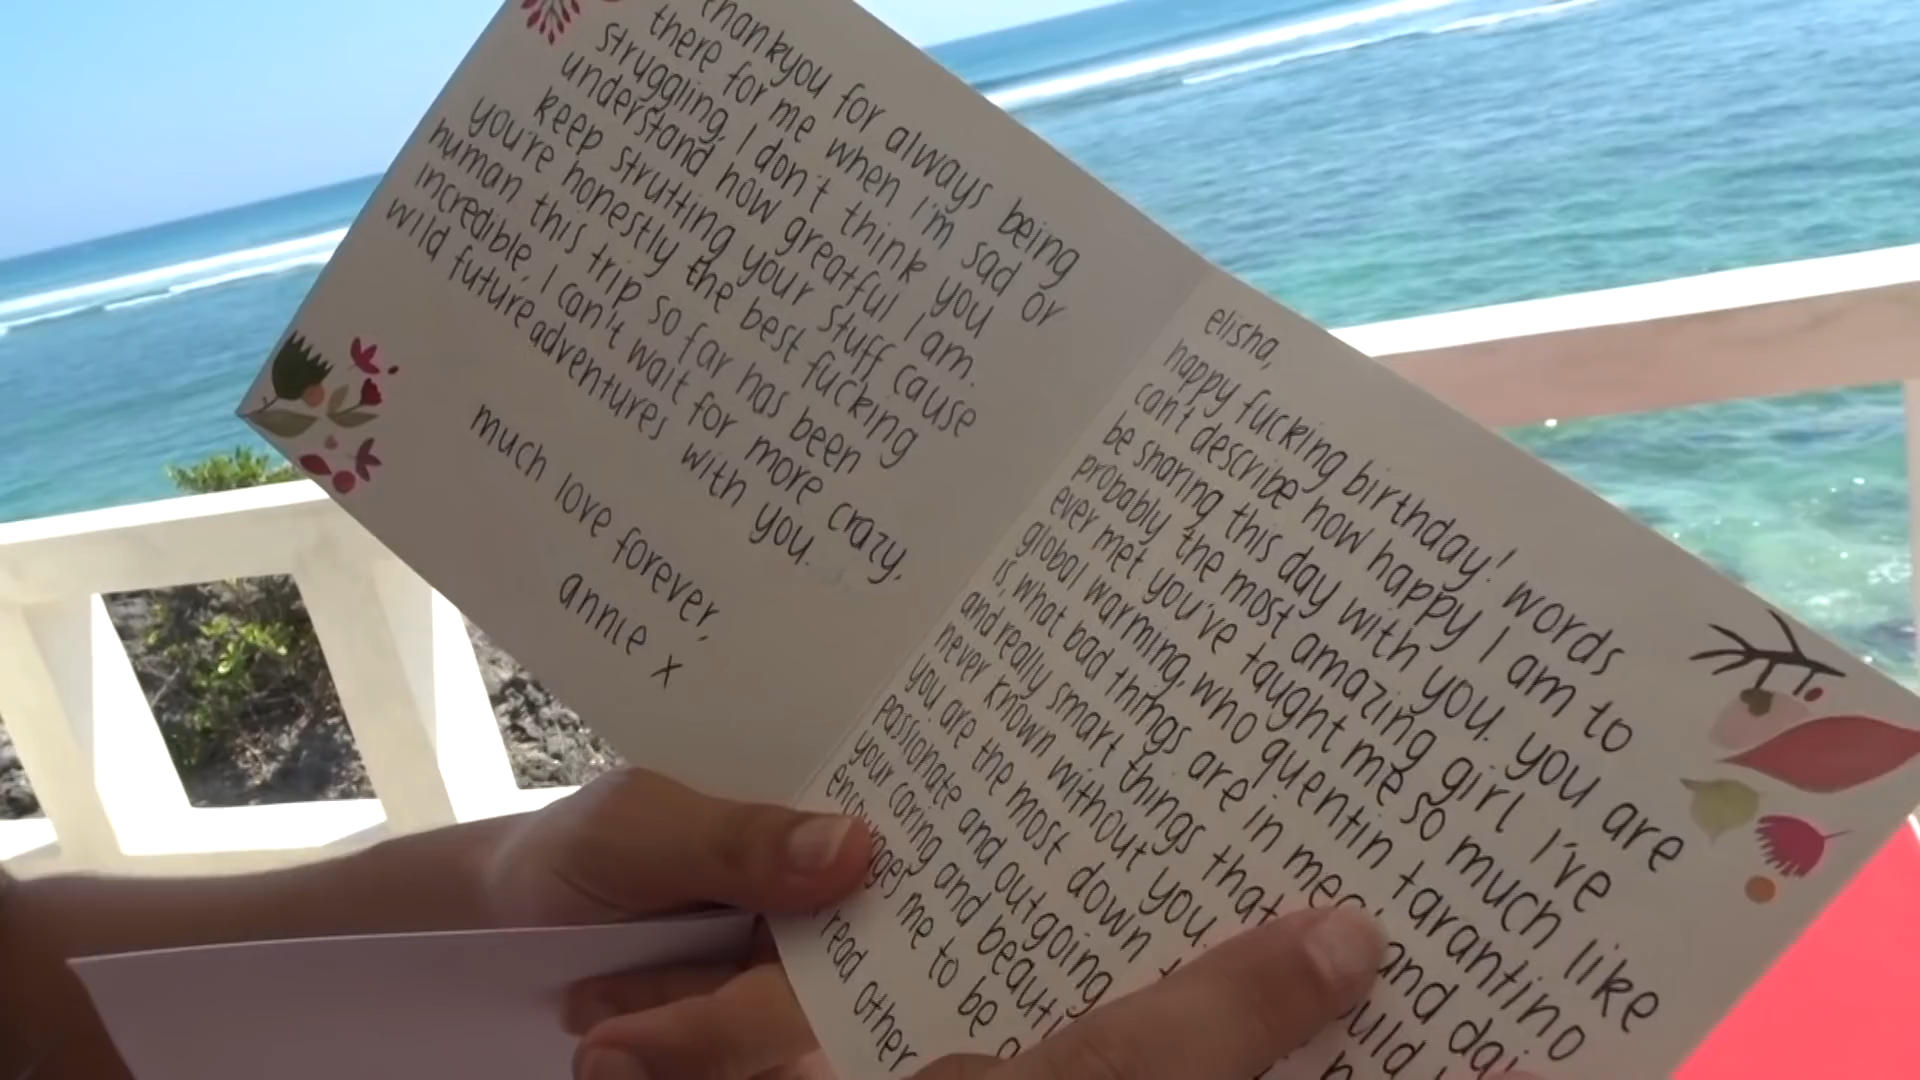 thankyou for always being
there for me when i'm sad or
struggling, I don't think you
understand how greatful I am.
keep strutting your stuff cause
you're honestly the best fucking
human this trip so far has been
incredible, I can't wait for more crazy,
wild future adventures with you.
much love forever,
annie x
elisha,
happy fucking birthday! words
can't describe how happy I am to
be sharing this day with you. you are
probably the most amazing girl I've
ever met you've taught me so much like
global warming, who quentin tarantino
is, what bad things are in meat and
and really smart things that
never known without you.
you are the most down
passionate and outgoing
your caring and
encourages me to be a
read other